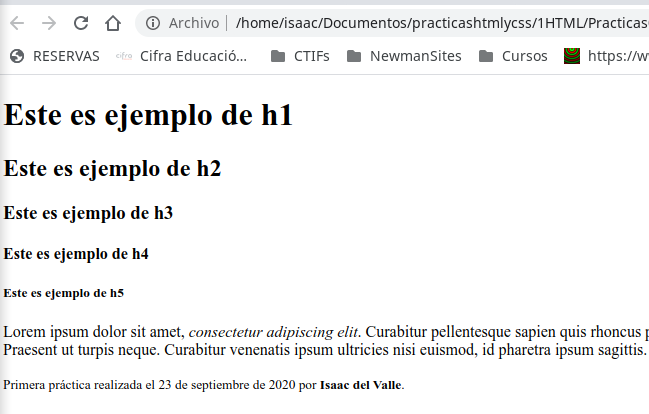 Archivo | /home/isaac/Documentos/practicashtmlycss/1HTML/Practicas
RESERVAS Cifra Educació... CTIFs NewmanSites Cursos https://w
Este es ejemplo de h1
Este es ejemplo de h2
Este es ejemplo de h3
Este es ejemplo de h4
Este es ejemplo de h5
Lorem ipsum dolor sit amet, consectetur adipiscing elit. Curabitur pellentesque sapien quis rhoncus
Praesent ut turpis neque. Curabitur venenatis ipsum ultricies nisi euismod, id pharetra ipsum sagittis.
Primera práctica realizada el 23 de septiembre de 2020 por Isaac del Valle.